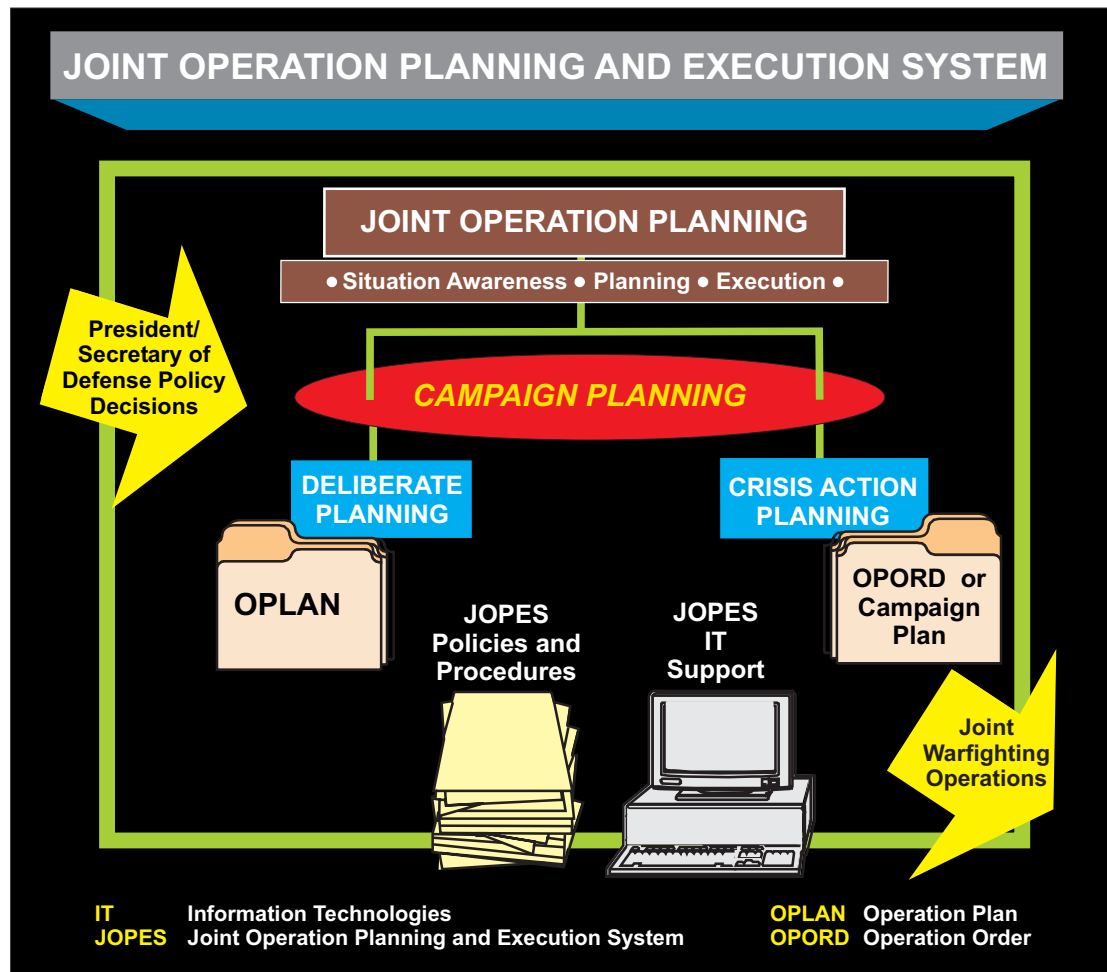 JOINT OPERATION PLANNING AND EXECUTION SYSTEM
JOINT OPERATION PLANNING
● Situation Awareness ● Planning ● Execution ●
President/
Secretary of
Defense Policy
Decisions
CAMPAIGN PLANNING
DELIBERATE
PLANNING
CRISIS ACTION
PLANNING
OPLAN
OPORD or
Campaign
Plan
JOPES
Policies and
Procedures
JOPES
IT
Support
Joint
Warfighting
Operations
IT Information Technologies
JOPES Joint Operation Planning and Execution System
OPLAN Operation Plan
OPORD Operation Order